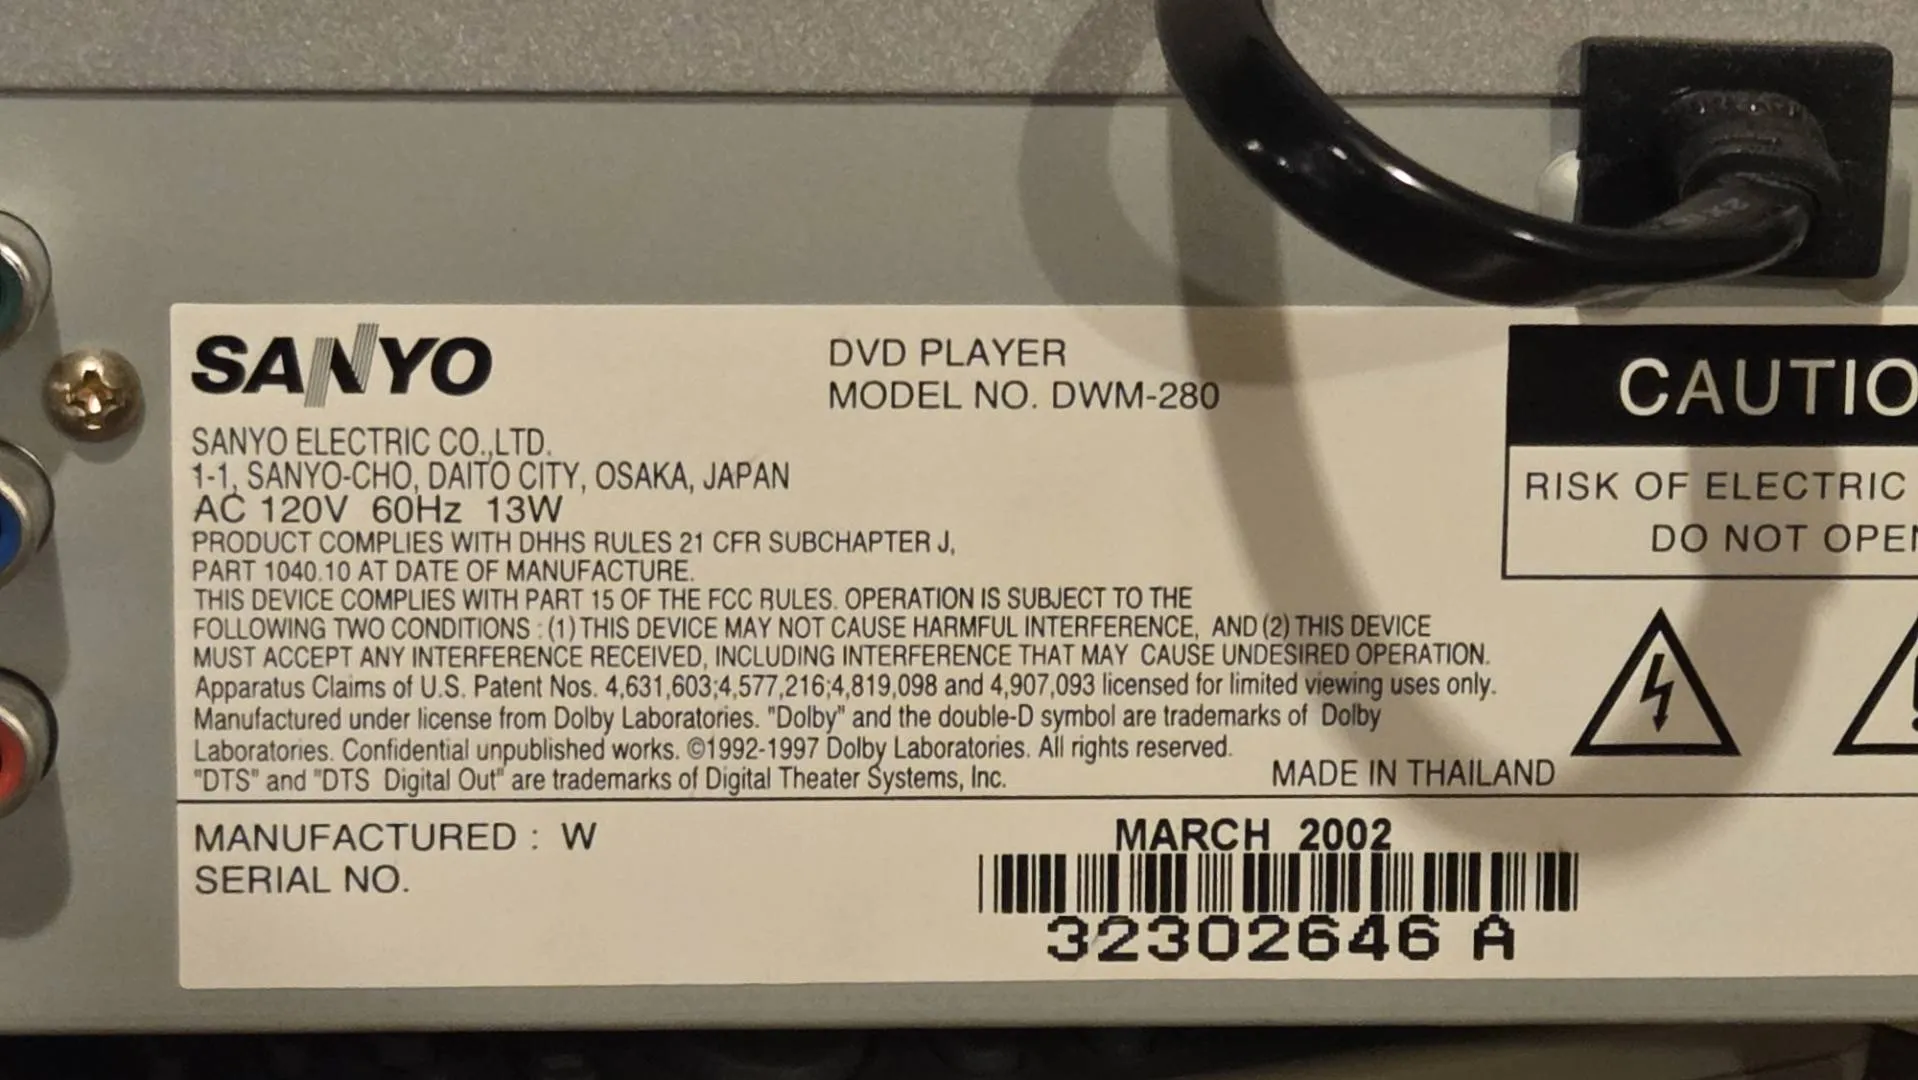 SANYO
DVD PLAYER
MODEL NO. DWM-280
SANYO ELECTRIC CO.,LTD.
1-1, SANYO-CHO, DAITO CITY, OSAKA, JAPAN
AC 120V 60Hz 13W
PRODUCT COMPLIES WITH DHHS RULES 21 CFR SUBCHAPTER J,
PART 1040.10 AT DATE OF MANUFACTURE.
THIS DEVICE COMPLIES WITH PART 15 OF THE FCC RULES. OPERATION IS SUBJECT TO THE
FOLLOWING TWO CONDITIONS : (1) THIS DEVICE MAY NOT CAUSE HARMFUL INTERFERENCE, AND (2) THIS DEVICE
MUST ACCEPT ANY INTERFERENCE RECEIVED, INCLUDING INTERFERENCE THAT MAY CAUSE UNDESIRED OPERATION.
Apparatus Claims of U.S. Patent Nos. 4,631,603;4,577,216;4,819,098 and 4,907,093 licensed for limited viewing uses only.
Manufactured under license from Dolby Laboratories. "Dolby" and the double-D symbol are trademarks of Dolby
Laboratories. Confidential unpublished works. ©1992-1997 Dolby Laboratories. All rights reserved.
"DTS" and "DTS Digital Out" are trademarks of Digital Theater Systems, Inc.
MADE IN THAILAND
MANUFACTURED : W
MARCH 2002
SERIAL NO.
32302646 A
CAUTIO
RISK OF ELECTRIC
DO NOT OPEN